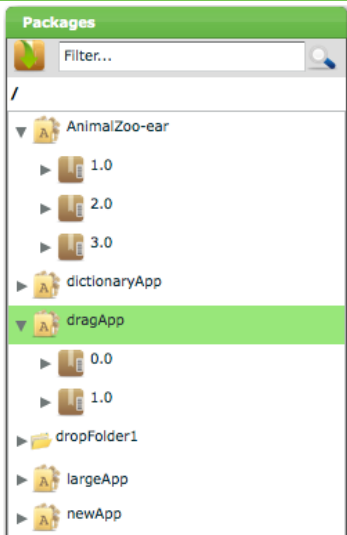 Packages
Filter...
/
AnimalZoo-ear
1.0
2.0
3.0
dictionaryApp
dragApp
0.0
1.0
dropFolder1
largeApp
newApp